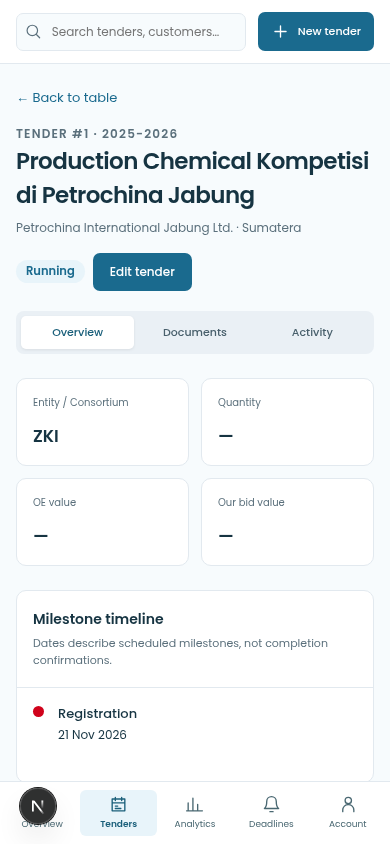 Search tenders, customers...
New tender
← Back to table
TENDER #1 · 2025-2026
Production Chemical Kompetisi
di Petrochina Jabung
Petrochina International Jabung Ltd. · Sumatera
Running
Edit tender
Overview
Documents
Activity
Entity / Consortium
Quantity
ZKI
—
OE value
Our bid value
—
—
Milestone timeline
Dates describe scheduled milestones, not completion
confirmations.
Registration
21 Nov 2026
N
Overview
Tenders
Analytics
Deadlines
Account